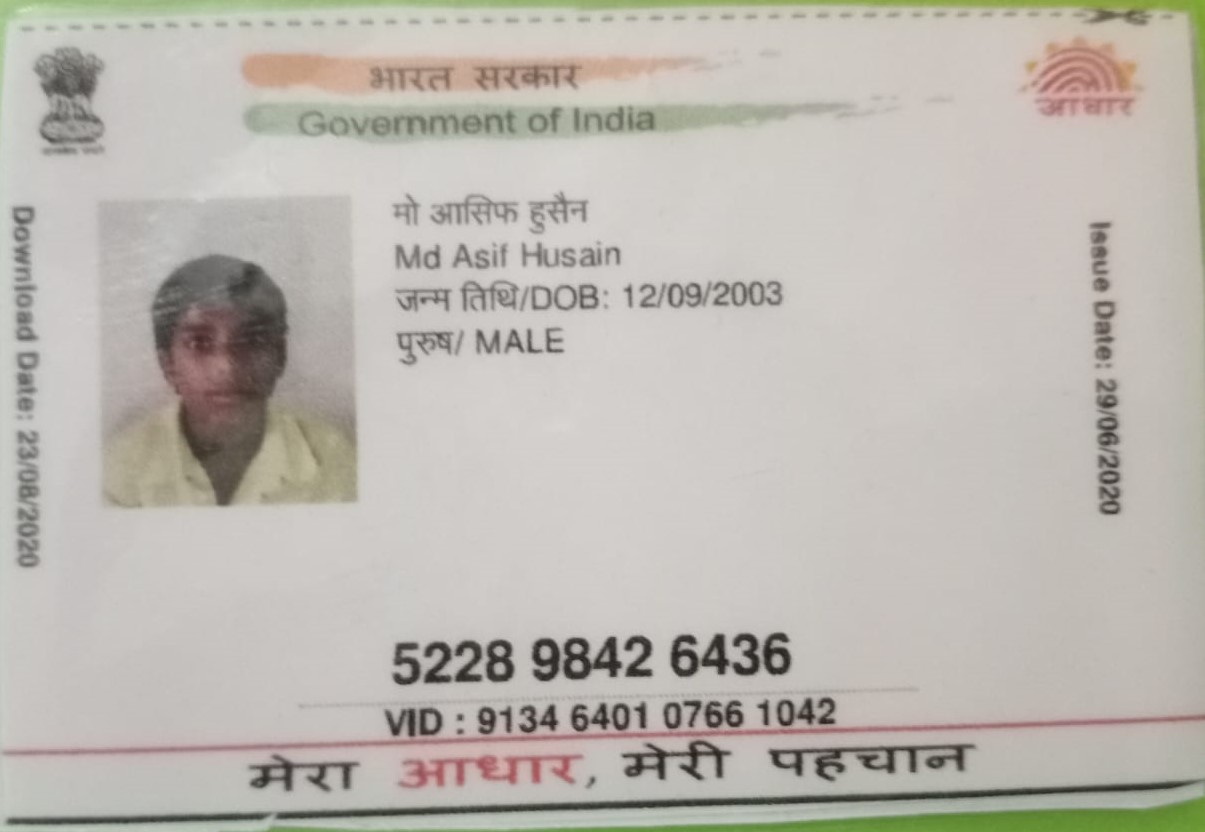 भारत सरकार
Government of India
आधार
मो आसिफ हुसैन
Md Asif Husain
जन्म तिथि/DOB: 12/09/2003
पुरुष/ MALE
Download Date: 23/08/2020
Issue Date: 29/06/2020
5228 9842 6436
VID : 9134 6401 0766 1042
मेरा आधार, मेरी पहचान